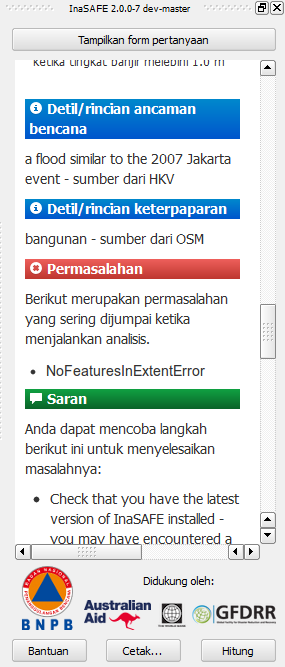 InaSAFE 2.0.0-7 dev-master
Tampilkan form pertanyaan
ketika tingkat banjir melebihi 1.0 m
Detil/rincian ancaman
bencana
a flood similar to the 2007 Jakarta
event - sumber dari HKV
Detil/rincian keterpaparan
bangunan - sumber dari OSM
Permasalahan
Berikut merupakan permasalahan
yang sering dijumpai ketika
menjalankan analisis.
• NoFeaturesInExtentError
Saran
Anda dapat mencoba langkah
berikut ini untuk menyelesaikan
masalahnya:
• Check that you have the latest
version of InaSAFE installed -
you may have encountered a
Didukung oleh:
BNPB
Australian
Aid
THE WORLD BANK
GFDRR
Bantuan
Cetak...
Hitung